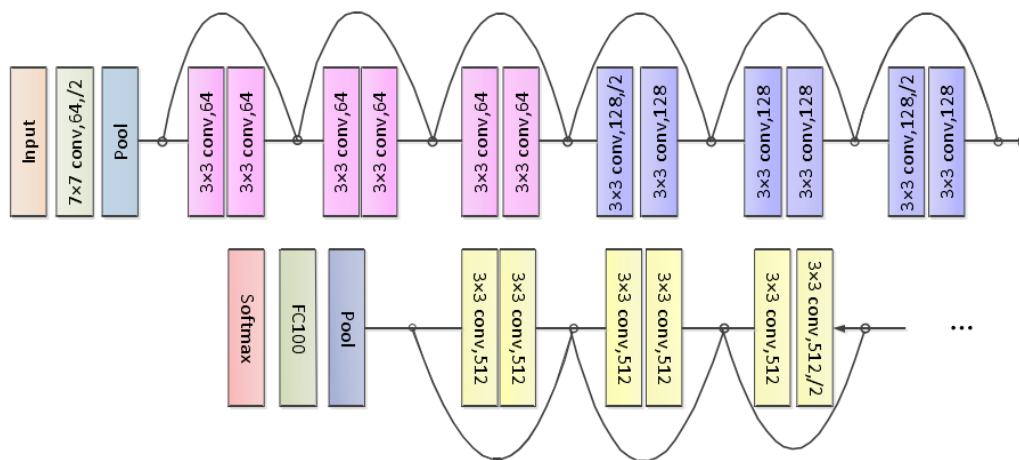 Input
7×7 conv,64,/2
Pool
3×3 conv,64
3×3 conv,64
3×3 conv,64
3×3 conv,64
3×3 conv,64
3×3 conv,64
3×3 conv,128,/2
3×3 conv,128
3×3 conv,128
3×3 conv,128
3×3 conv,128,/2
3×3 conv,128
...
3×3 conv,512,/2
3×3 conv,512
3×3 conv,512
3×3 conv,512
3×3 conv,512
3×3 conv,512
Pool
FC100
Softmax